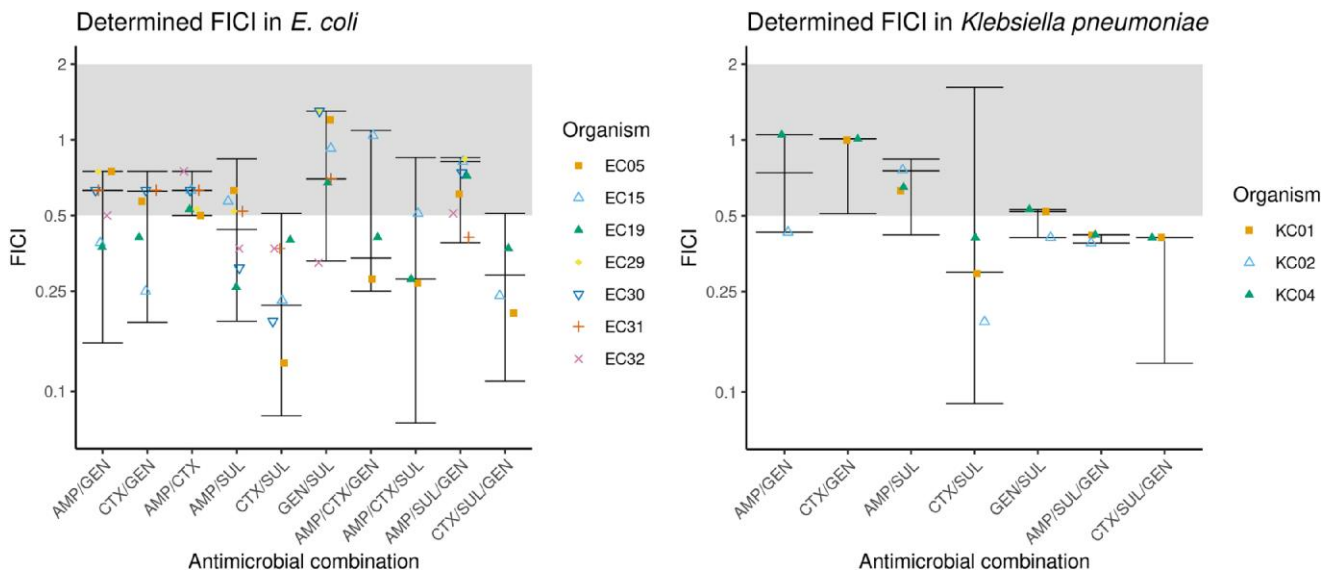 Determined FICI in E. coli
FICI
2
1
0.5
0.25
0.1
AMP/GEN
CTX/GEN
AMP/CTX
AMP/SUL
CTX/SUL
GEN/SUL
AMP/CTX/GEN
AMP/CTX/SUL
AMP/SUL/GEN
CTX/SUL/GEN
Antimicrobial combination
Organism
EC05
EC15
EC19
EC29
EC30
EC31
EC32
Determined FICI in Klebsiella pneumoniae
FICI
2
1
0.5
0.25
0.1
AMP/GEN
CTX/GEN
AMP/SUL
CTX/SUL
GEN/SUL
AMP/SUL/GEN
CTX/SUL/GEN
Antimicrobial combination
Organism
KC01
KC02
KC04